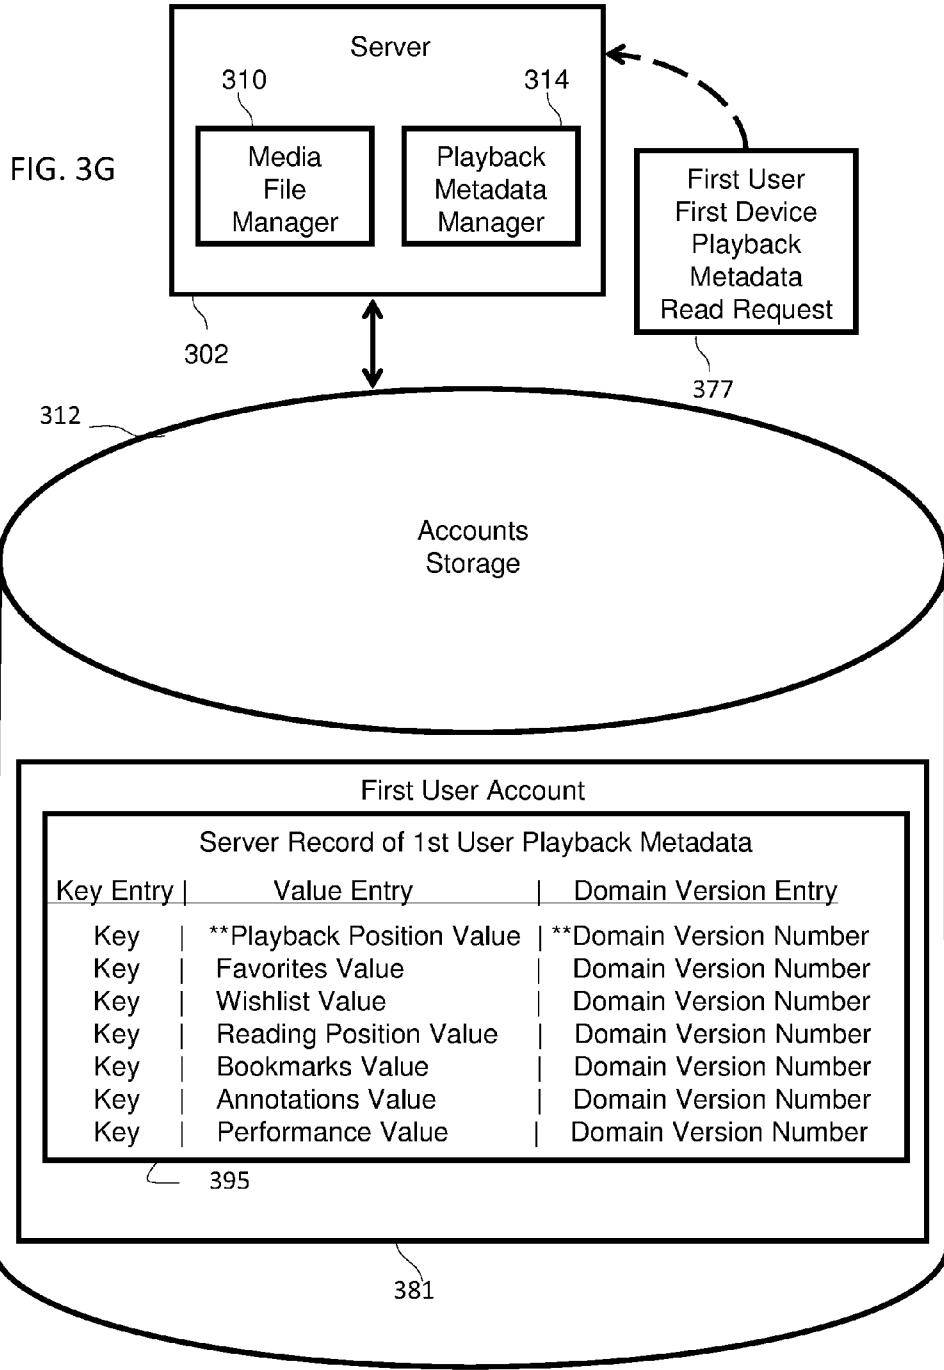 Server
310
314
Media
File
Manager
Playback
Metadata
Manager
FIG. 3G
First User
First Device
Playback
Metadata
Read Request
302
377
312
Accounts
Storage
First User Account
Server Record of 1st User Playback Metadata
Key Entry | Value Entry | Domain Version Entry
Key | **Playback Position Value | **Domain Version Number
Key | Favorites Value | Domain Version Number
Key | Wishlist Value | Domain Version Number
Key | Reading Position Value | Domain Version Number
Key | Bookmarks Value | Domain Version Number
Key | Annotations Value | Domain Version Number
Key | Performance Value | Domain Version Number
395
381